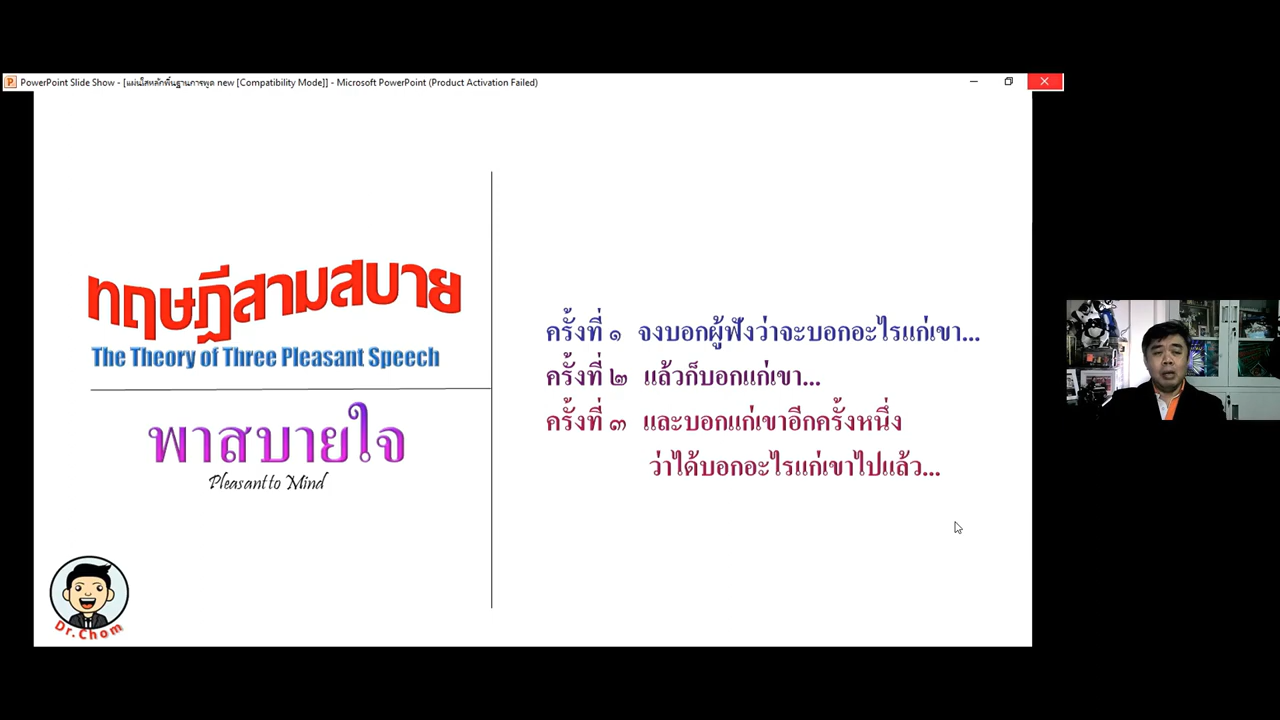 PowerPoint Slide Show - [แผ่นใสหลักพื้นฐานการพูด new [Compatibility Mode]] - Microsoft PowerPoint (Product Activation Failed)
ทฤษฎีสามสบาย
The Theory of Three Pleasant Speech
พาสบายใจ
Pleasant to Mind
Dr.Chom
ครั้งที่ ๑ จงบอกผู้ฟังว่าจะบอกอะไรแก่เขา...
ครั้งที่ ๒ แล้วก็บอกแก่เขา...
ครั้งที่ ๓ และบอกแก่เขาอีกครั้งหนึ่ง
ว่าได้บอกอะไรแก่เขาไปแล้ว...